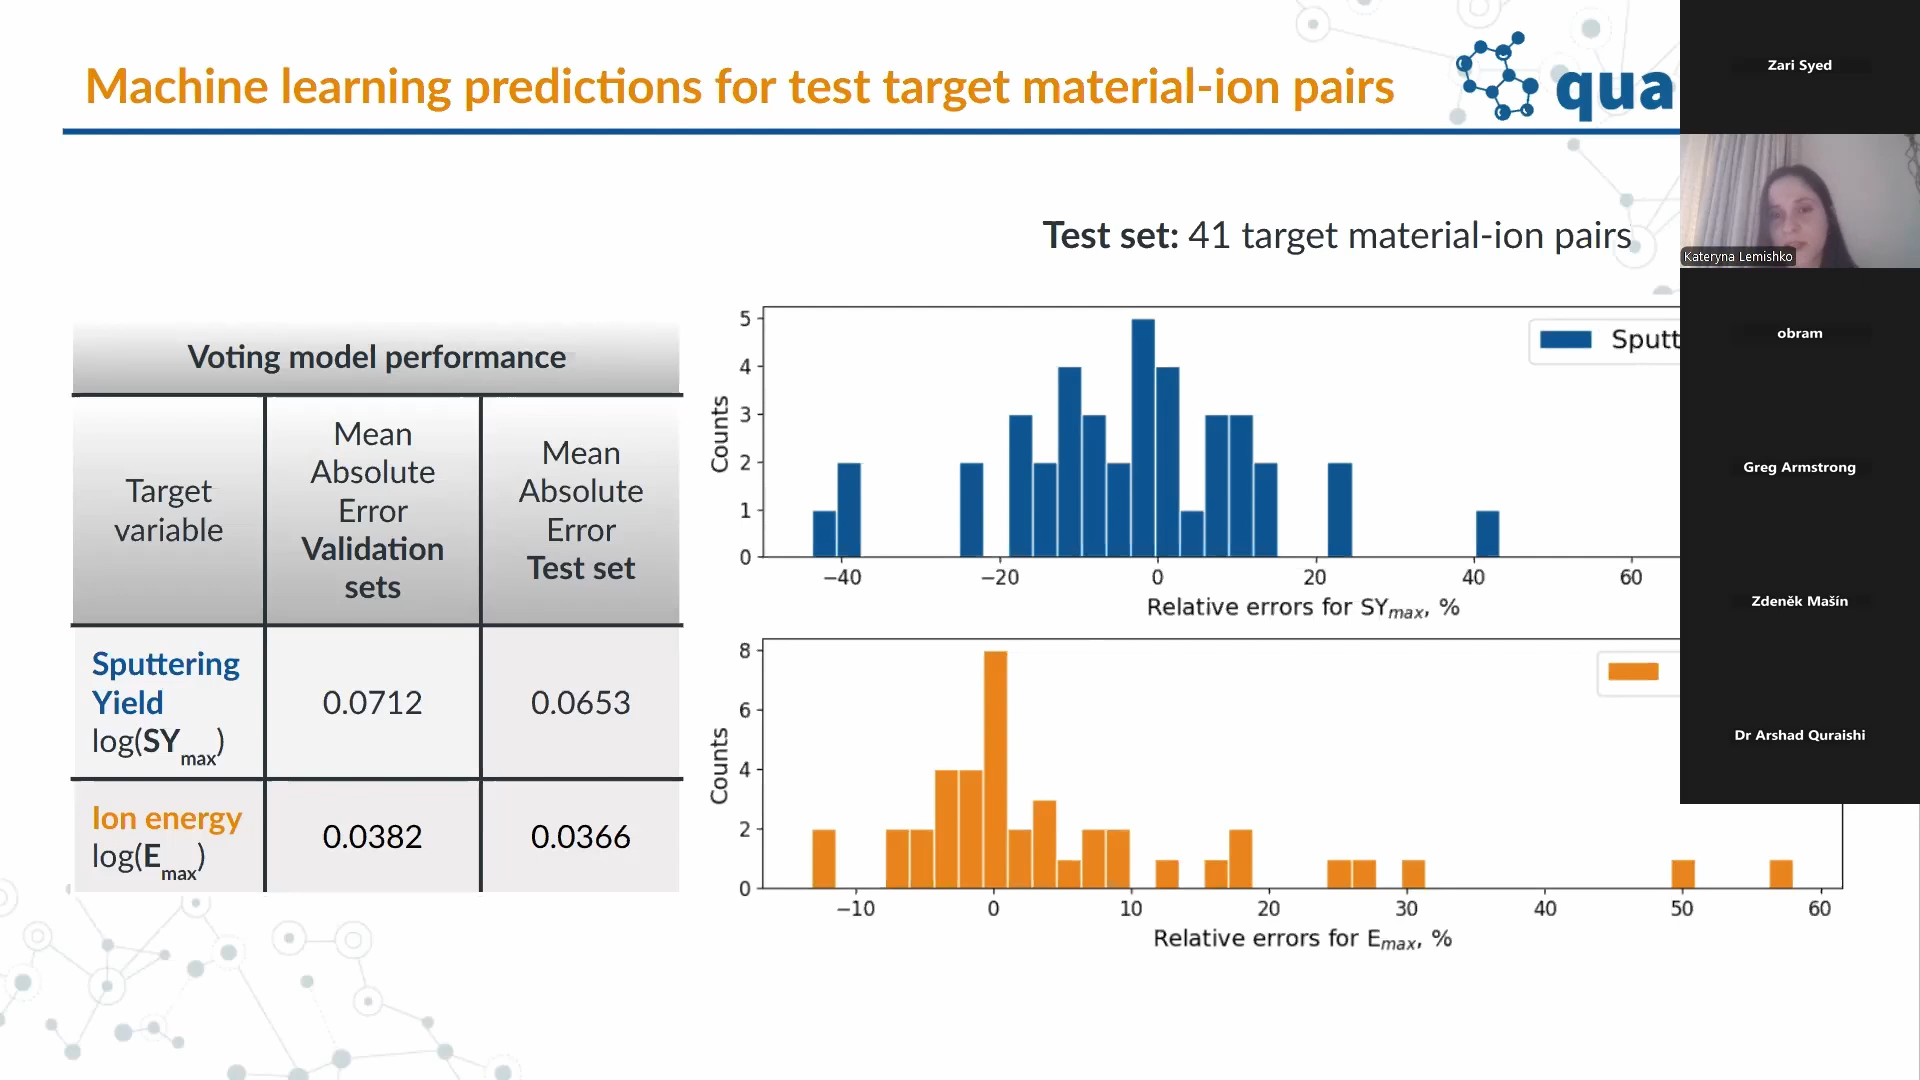 Machine learning predictions for test target material-ion pairs
qua
Test set: 41 target material-ion pairs
Voting model performance
Target
variable
Mean
Absolute
Error
Validation
sets
Mean
Absolute
Error
Test set
Sputtering
Yield
log(SYmax)
0.0712
0.0653
Ion energy
log(Emax)
0.0382
0.0366
5
4
3
2
1
0
Counts
Sputt
−40
−20
0
20
40
60
Relative errors for SYmax, %
8
6
4
2
0
Counts
−10
0
10
20
30
40
50
60
Relative errors for Emax, %
Zari Syed
Kateryna Lemishko
obram
Greg Armstrong
Zdeněk Mašín
Dr Arshad Quraishi